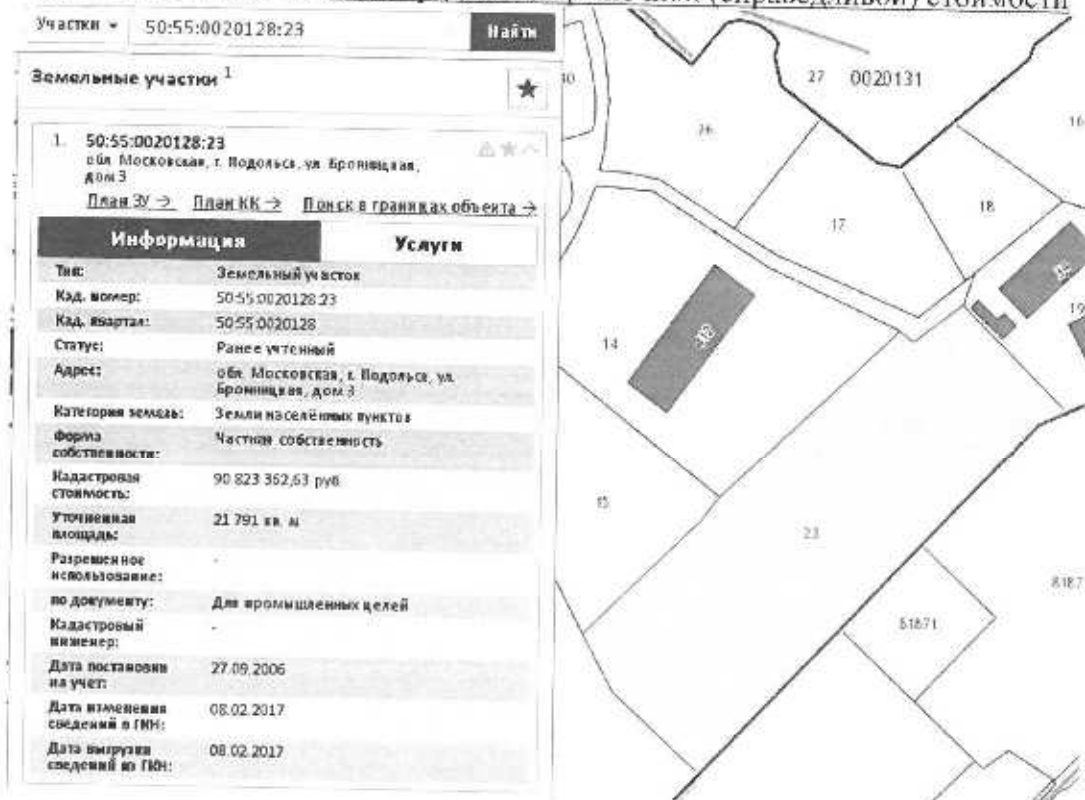 (справедливой) стоимости
Участки 50:55:0020128:23 Найти
Земельные участки 1
1. 50:55:0020128:23
обл. Московская, г. Подольск, ул. Бронницкая,
дом 3
План ЗУ → План КК → Поиск в границах объекта →
Информация Услуги
Тип: Земельный участок
Кад. номер: 50:55:0020128:23
Кад. квартал: 50:55:0020128
Статус: Ранее учтенный
Адрес: обл. Московская, г. Подольск, ул.
Бронницкая, дом 3
Категория земель: Земли населённых пунктов
Форма
собственности: Частная собственность
Кадастровая
стоимость: 90 823 362,63 руб
Уточненная
площадь: 21 791 кв. м
Разрешенное
использование: -
по документу: Для промышленных целей
Кадастровый
инженер: -
Дата постановки
на учет: 27.09.2006
Дата изменения
сведений в ГКН: 08.02.2017
Дата выгрузки
сведений из ГКН: 08.02.2017
27 0020131
26
16
17
18
19
14
15
23
81871
8187